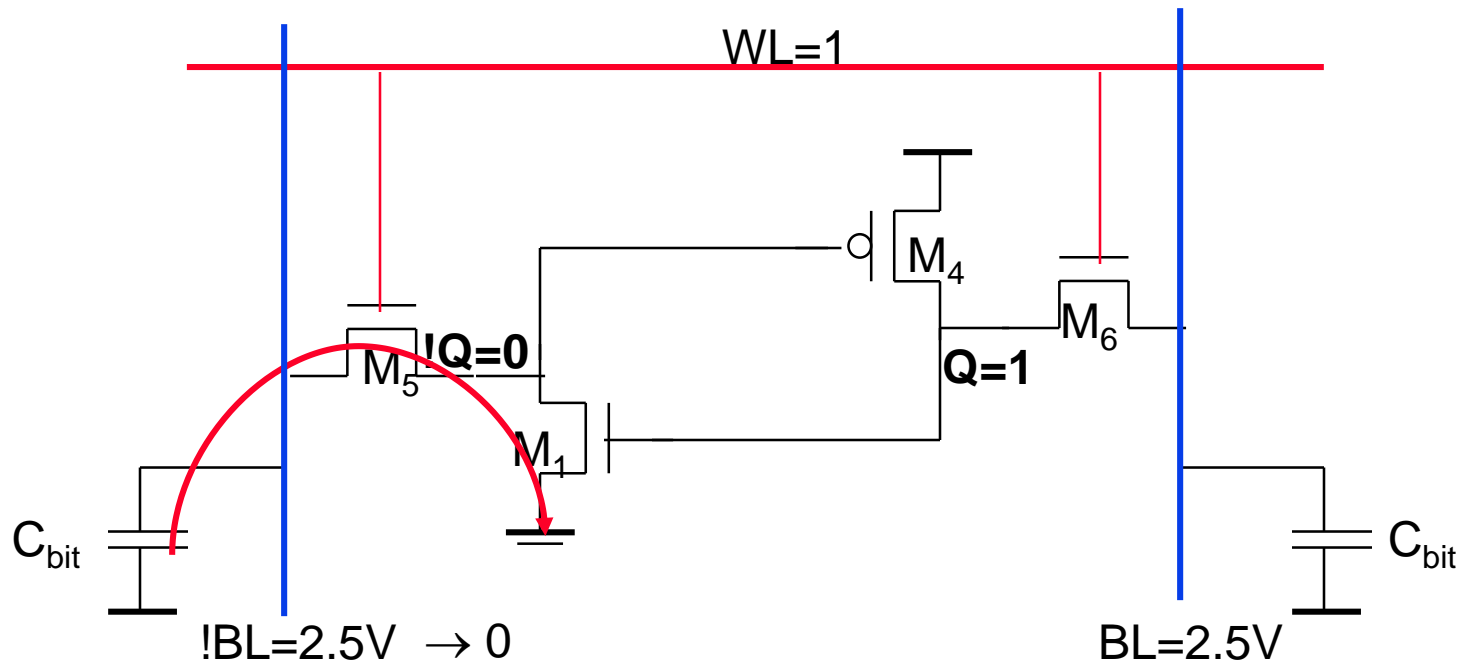 WL=1
M4
M6
!Q=0
M5
Q=1
M1
Cbit
Cbit
!BL=2.5V → 0
BL=2.5V